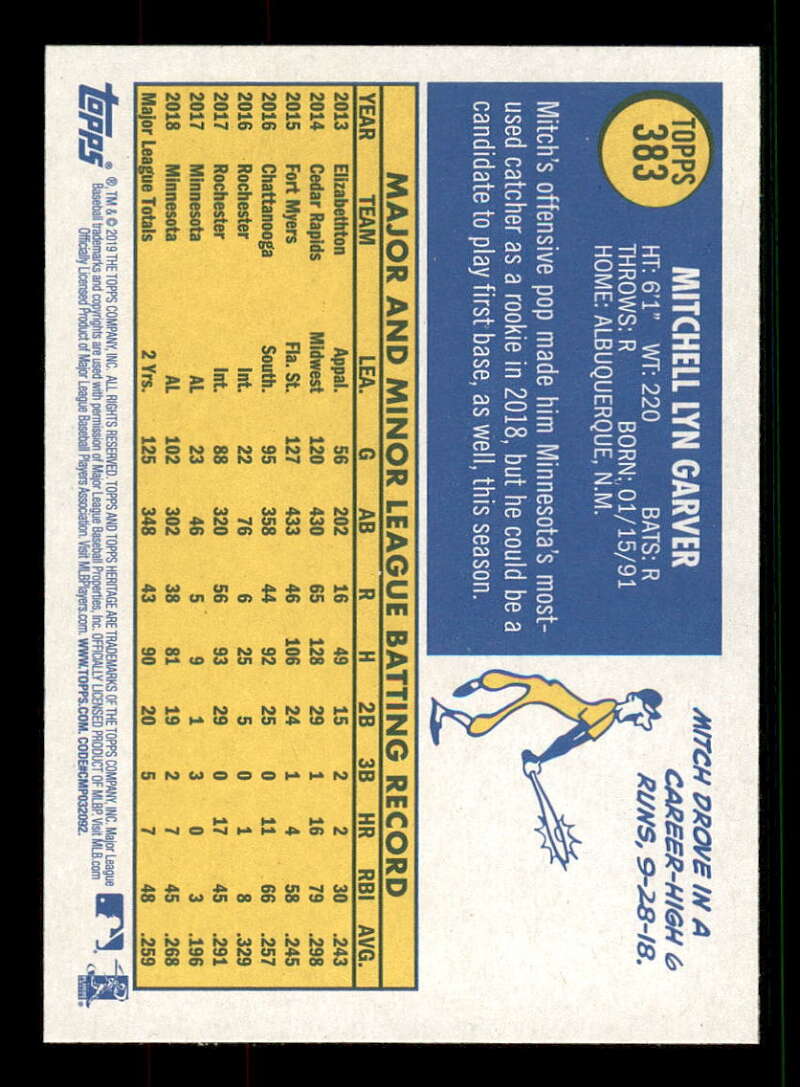 TOPPS
383
MITCHELL LYN GARVER
HT: 6'1" WT: 220 BATS: R
THROWS: R BORN: 01/15/91
HOME: ALBUQUERQUE, N.M.
Mitch's offensive pop made him Minnesota's most-
used catcher as a rookie in 2018, but he could be a
candidate to play first base, as well, this season.
MITCH DROVE IN A
CAREER-HIGH 6
RUNS, 9-28-18.
MAJOR AND MINOR LEAGUE BATTING RECORD
YEAR TEAM LEA. G AB R H 2B 3B HR RBI AVG.
2013 Elizabethton Appal. 56 202 16 49 15 2 2 30 .243
2014 Cedar Rapids Midwest 120 430 65 128 29 1 16 79 .298
2015 Fort Myers Fla. St. 127 433 46 106 24 1 4 58 .245
2016 Chattanooga South. 95 358 44 92 25 0 11 66 .257
2016 Rochester Int. 22 76 6 25 5 0 1 8 .329
2017 Rochester Int. 88 320 56 93 29 0 17 45 .291
2017 Minnesota AL 23 46 5 9 1 3 0 3 .196
2018 Minnesota AL 102 302 38 81 19 2 7 45 .268
Major League Totals 2 Yrs. 125 348 43 90 20 5 7 48 .259
topps®
®, TM & © 2019 THE TOPPS COMPANY, INC. ALL RIGHTS RESERVED. TOPPS AND TOPPS HERITAGE ARE TRADEMARKS OF THE TOPPS COMPANY, INC. Major League
Baseball trademarks and copyrights are used with permission of Major League Baseball Properties, Inc. OFFICIALLY LICENSED PRODUCT OF MLBP. Visit MLB.com
Officially Licensed Product of Major League Baseball Players Association. Visit MLBPlayers.com. WWW.TOPPS.COM. CODE#CMP032092.